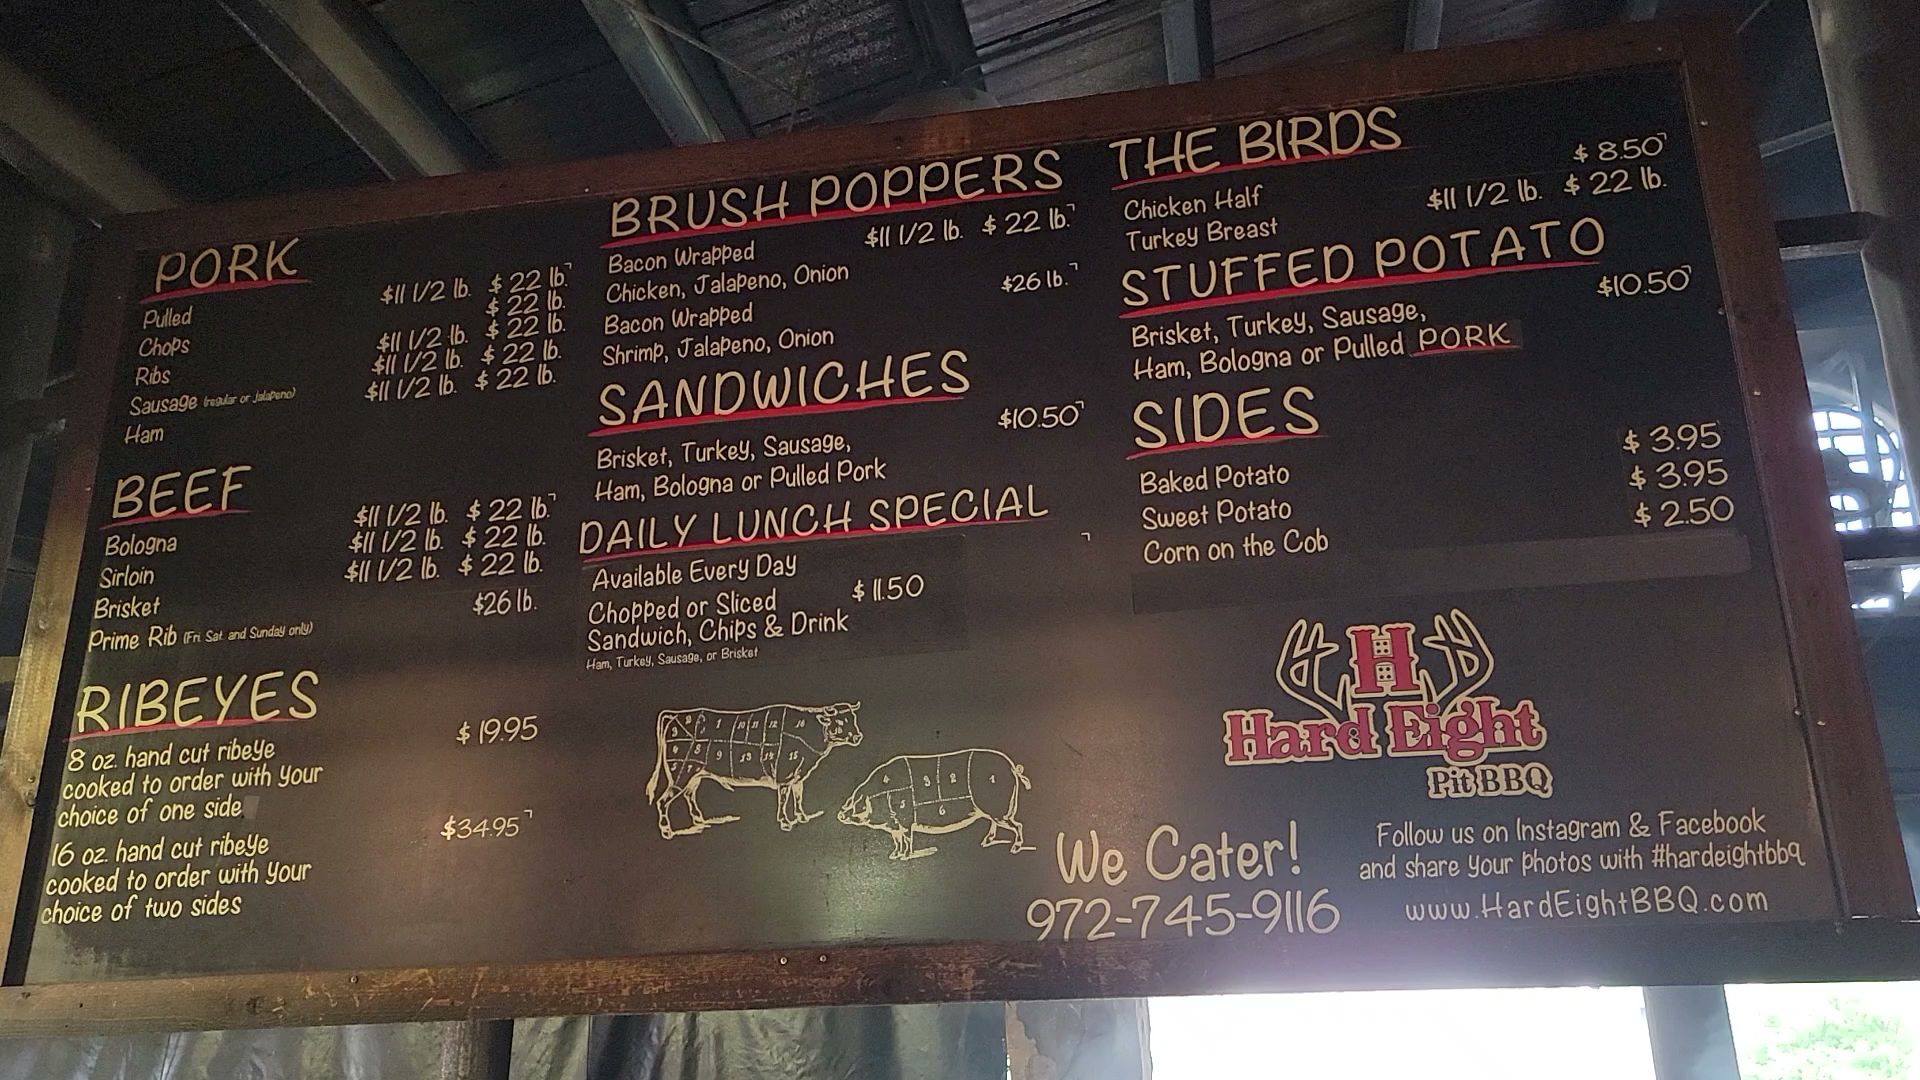 PORK
Pulled $11 1/2 lb. $ 22 lb.
Chops $ 22 lb.
Ribs $11 1/2 lb. $ 22 lb.
Sausage (regular or Jalapeno) $11 1/2 lb. $ 22 lb.
Ham $11 1/2 lb. $ 22 lb.
BEEF
Bologna $11 1/2 lb. $ 22 lb.
Sirloin $11 1/2 lb. $ 22 lb.
Brisket $11 1/2 lb. $ 22 lb.
Prime Rib (Fri. Sat. and Sunday only) $26 lb.
RIBEYES
8 oz. hand cut ribeye $ 19.95
cooked to order with your
choice of one side
16 oz. hand cut ribeye $34.95
cooked to order with your
choice of two sides
BRUSH POPPERS
Bacon Wrapped $11 1/2 lb. $ 22 lb.
Chicken, Jalapeno, Onion
Bacon Wrapped $26 lb.
Shrimp, Jalapeno, Onion
SANDWICHES
Brisket, Turkey, Sausage, $10.50
Ham, Bologna or Pulled Pork
DAILY LUNCH SPECIAL
Available Every Day
Chopped or Sliced $ 11.50
Sandwich, Chips & Drink
Ham, Turkey, Sausage, or Brisket
THE BIRDS
Chicken Half $ 8.50
Turkey Breast $11 1/2 lb. $ 22 lb.
STUFFED POTATO
Brisket, Turkey, Sausage, $10.50
Ham, Bologna or Pulled PORK
SIDES
Baked Potato $ 3.95
Sweet Potato $ 3.95
Corn on the Cob $ 2.50
H
Hard Eight
Pit BBQ
We Cater!
972-745-9116
Follow us on Instagram & Facebook
and share your photos with #hardeightbbq
www.HardEightBBQ.com